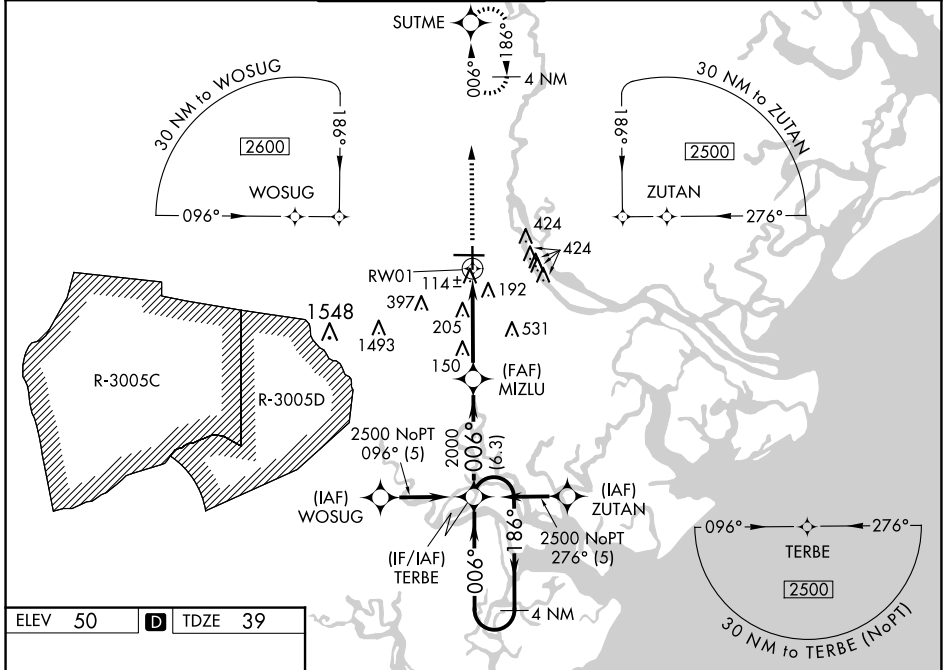 SUTME
006°
186°
4 NM
30 NM to WOSUG
186°
2600
WOSUG
096°
30 NM to ZUTAN
186°
2500
ZUTAN
276°
424
424
RW01
114±
192
397
205
531
1548
1493
150
R-3005C
R-3005D
(FAF)
MIZLU
2000
006°
(6.3)
2500 NoPT
096° (5)
(IAF)
WOSUG
(IAF)
ZUTAN
2500 NoPT
276° (5)
(IF/IAF)
TERBE
006°
186°
4 NM
096°
276°
TERBE
2500
30 NM to TERBE (NoPT)
ELEV 50 D TDZE 39